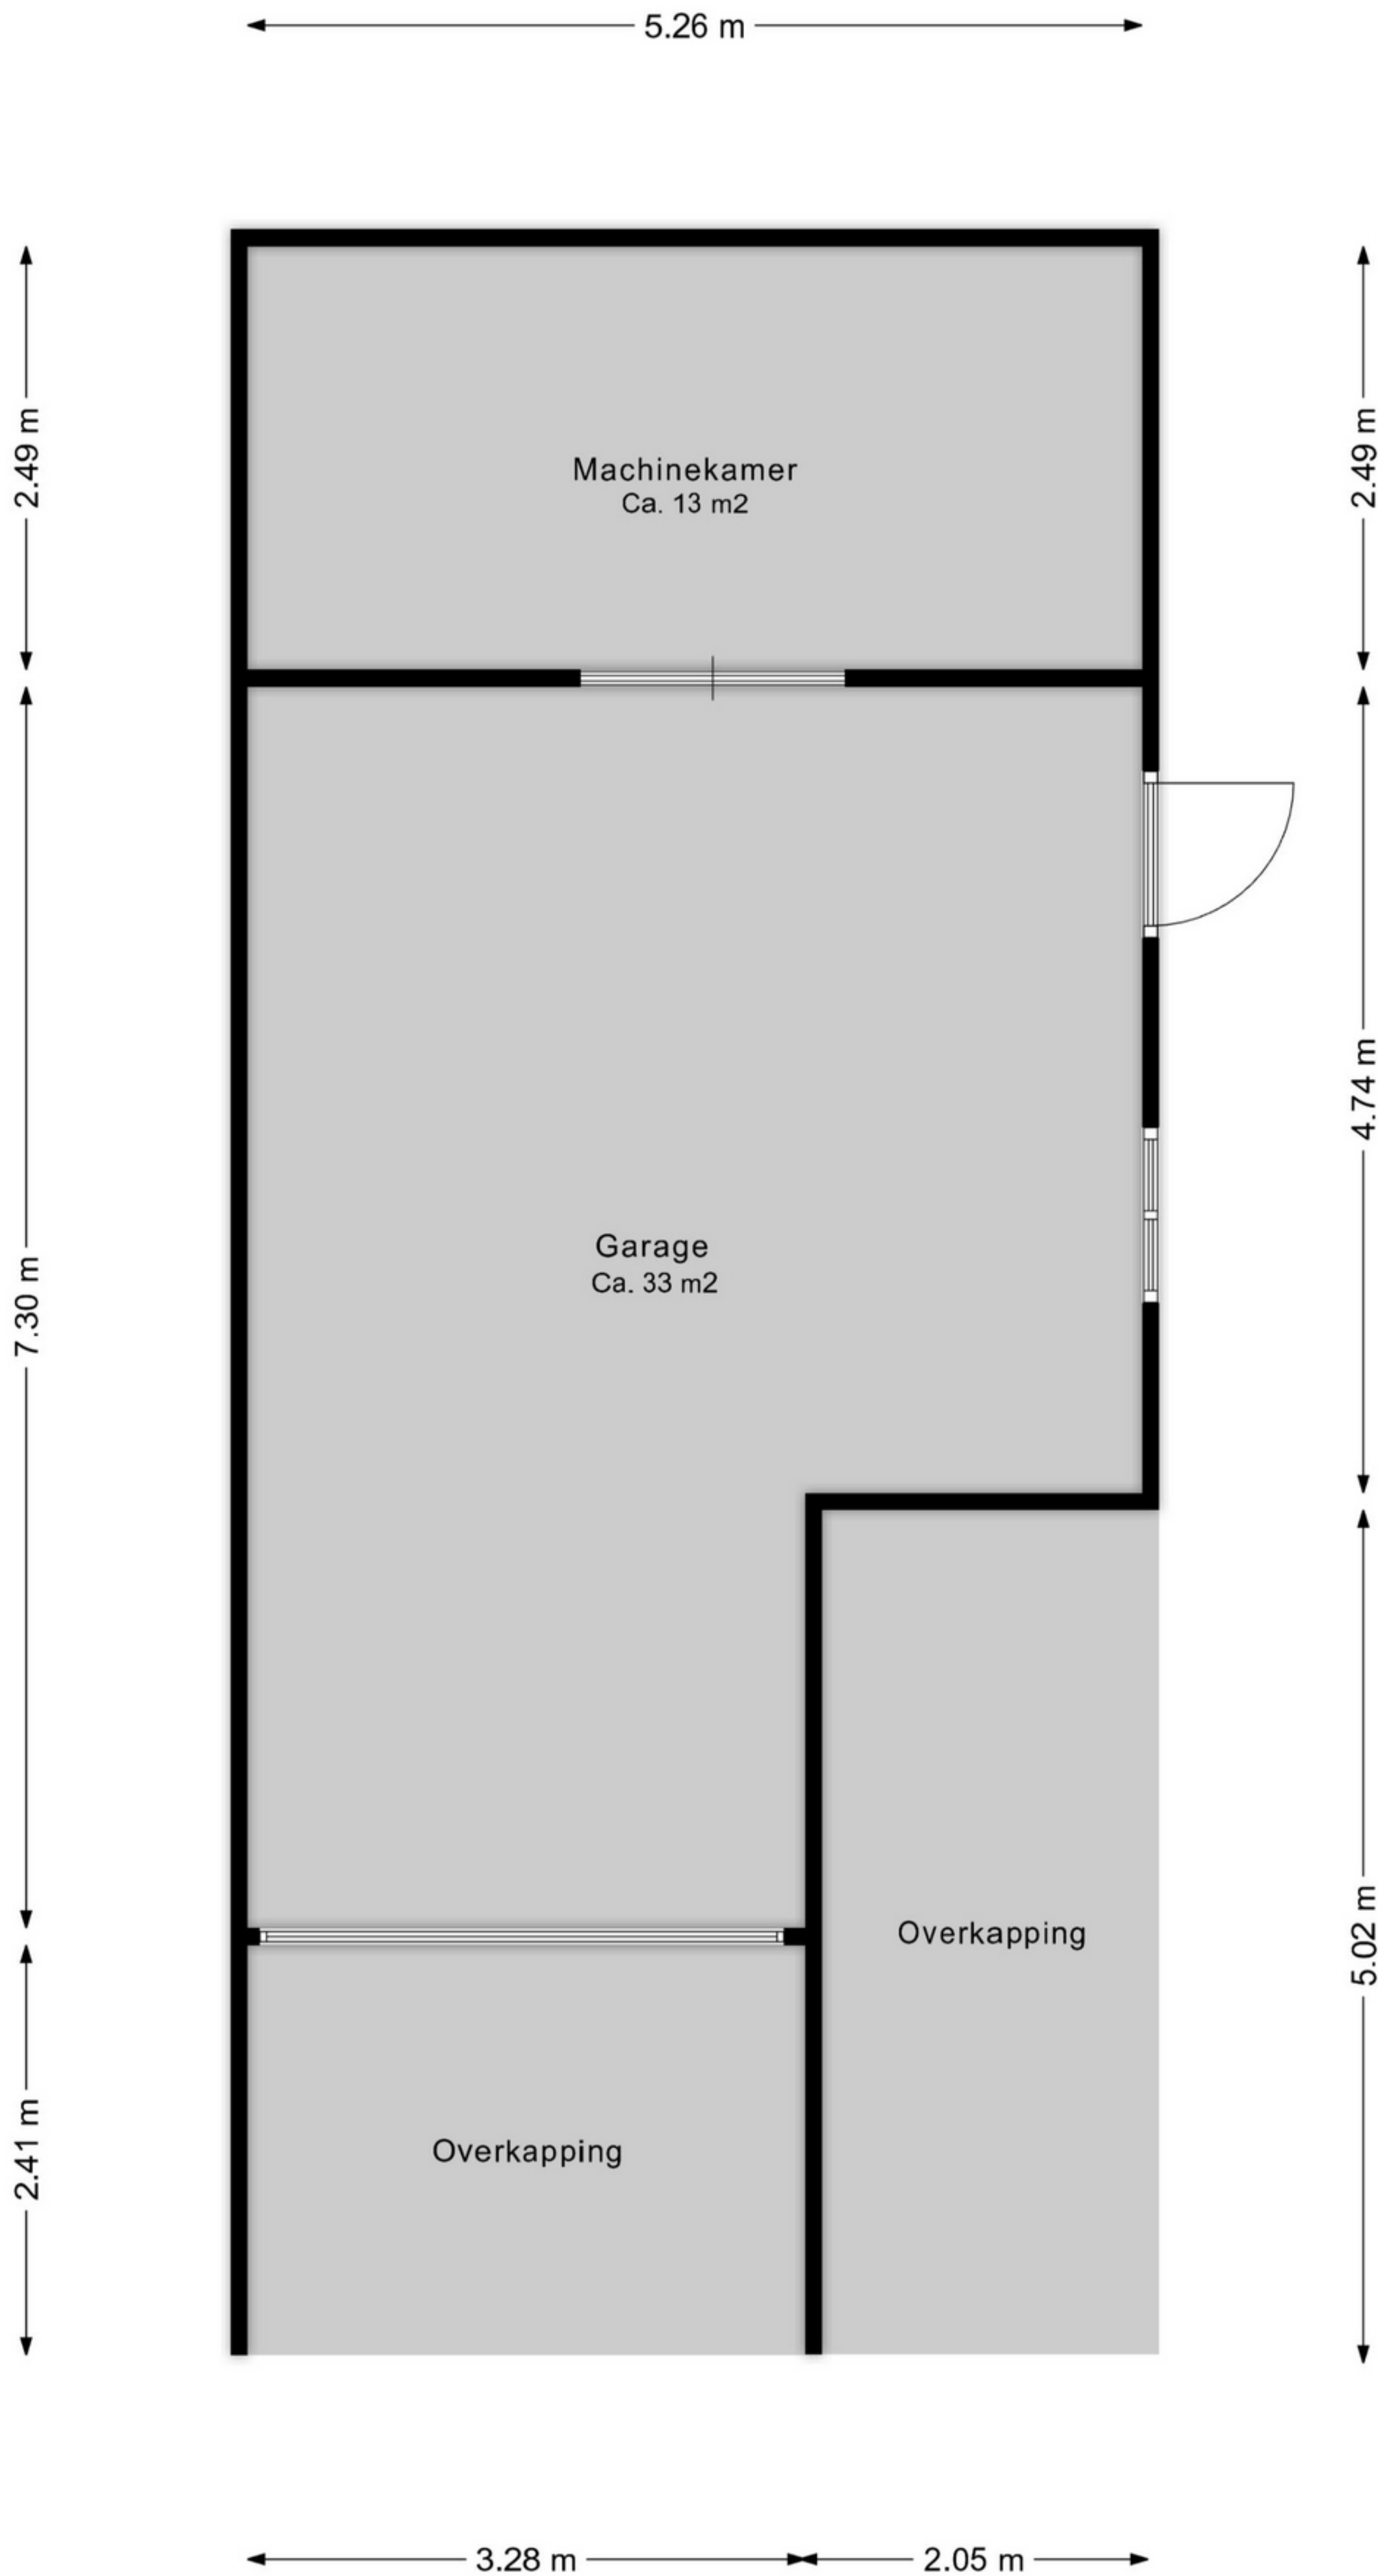 5.26 m
2.49 m
2.49 m
Machinekamer
Ca. 13 m2
4.74 m
7.30 m
Garage
Ca. 33 m2
5.02 m
Overkapping
2.41 m
Overkapping
3.28 m
2.05 m